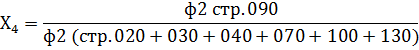 X₄ = ф2 стр.090 / ф2 (стр.020 + 030 + 040 + 070 + 100 + 130)